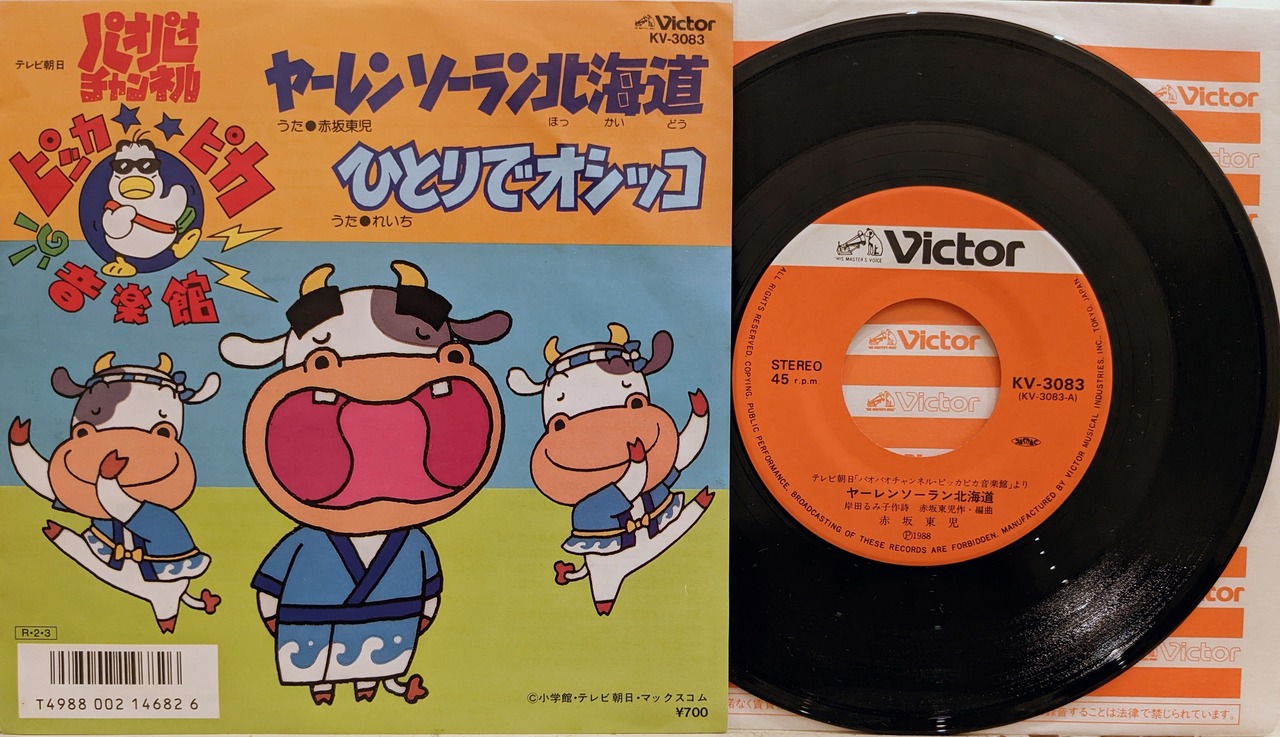 Victor
KV-3083
テレビ朝日
パオパオ
チャンネル
ピッカピカ
音楽館
ヤーレンソーラン北海道
ほっ かい どう
うた●赤坂東児
ひとりでオシッコ
うた●れいち
R・2・3
T4988 002 14682 6
©小学館・テレビ朝日・マックスコム
¥700
Victor
Victor
"HIS MASTER'S VOICE"
Victor
STEREO
45 r.p.m
KV-3083
(KV-3083-A)
JASRAC
Victor
Victor
テレビ朝日「パオパオチャンネル・ピッカピカ音楽館」より
ヤーレンソーラン北海道
岸田るみ子作詩 赤坂東児作・編曲
赤坂東児
Ⓟ1988
ALL RIGHTS RESERVED. COPYING, PUBLIC PERFORMANCE, BROADCASTING OF THESE RECORDS ARE FORBIDDEN. MANUFACTURED BY VICTOR MUSICAL INDUSTRIES, INC., TOKYO, JAPAN
Victor
することは法律で禁じられています。